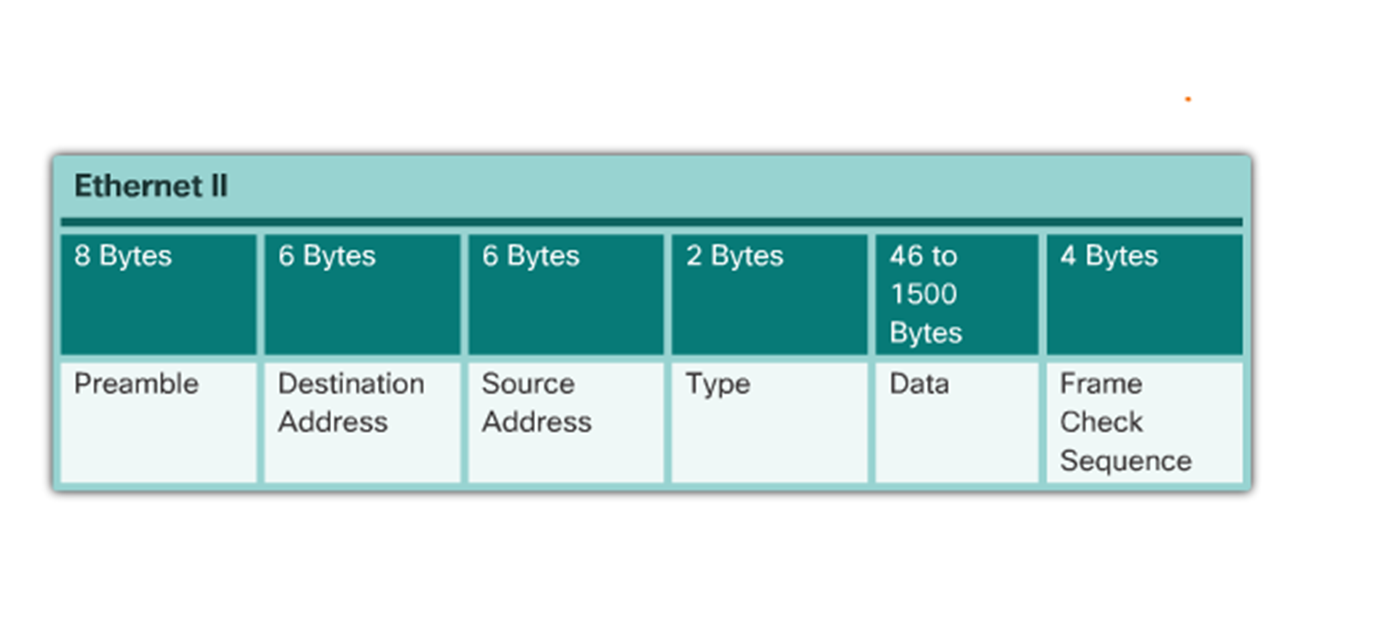 Ethernet II
8 Bytes
6 Bytes
6 Bytes
2 Bytes
46 to
1500
Bytes
4 Bytes
Preamble
Destination
Address
Source
Address
Type
Data
Frame
Check
Sequence